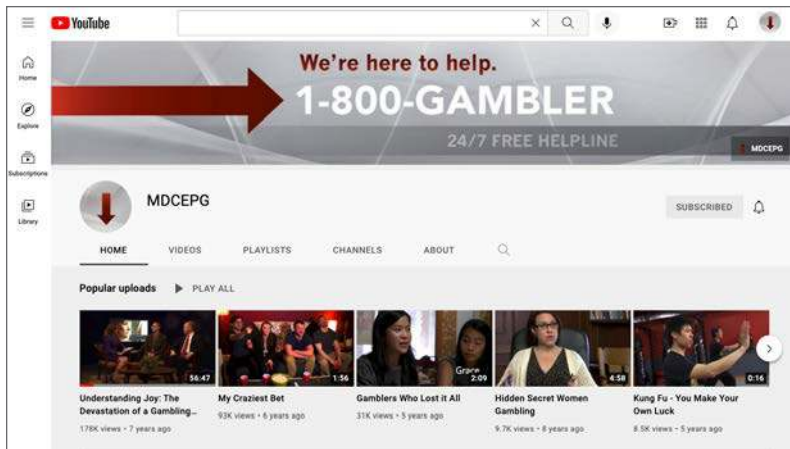 YouTube
We're here to help.
1-800-GAMBLER
24/7 FREE HELPLINE
MDCEPG
Home
Explore
Subscriptions
Library
MDCEPG
SUBSCRIBED
HOME VIDEOS PLAYLISTS CHANNELS ABOUT
Popular uploads PLAY ALL
56:47 1:56 Grace 2:09 4:58 0:16
Understanding Joy: The My Craziest Bet Gamblers Who Lost it All Hidden Secret Women Kung Fu - You Make Your
Devastation of a Gambling... Gambling Own Luck
178K views • 7 years ago 93K views • 6 years ago 31K views • 5 years ago 9.7K views • 8 years ago 8.5K views • 5 years ago